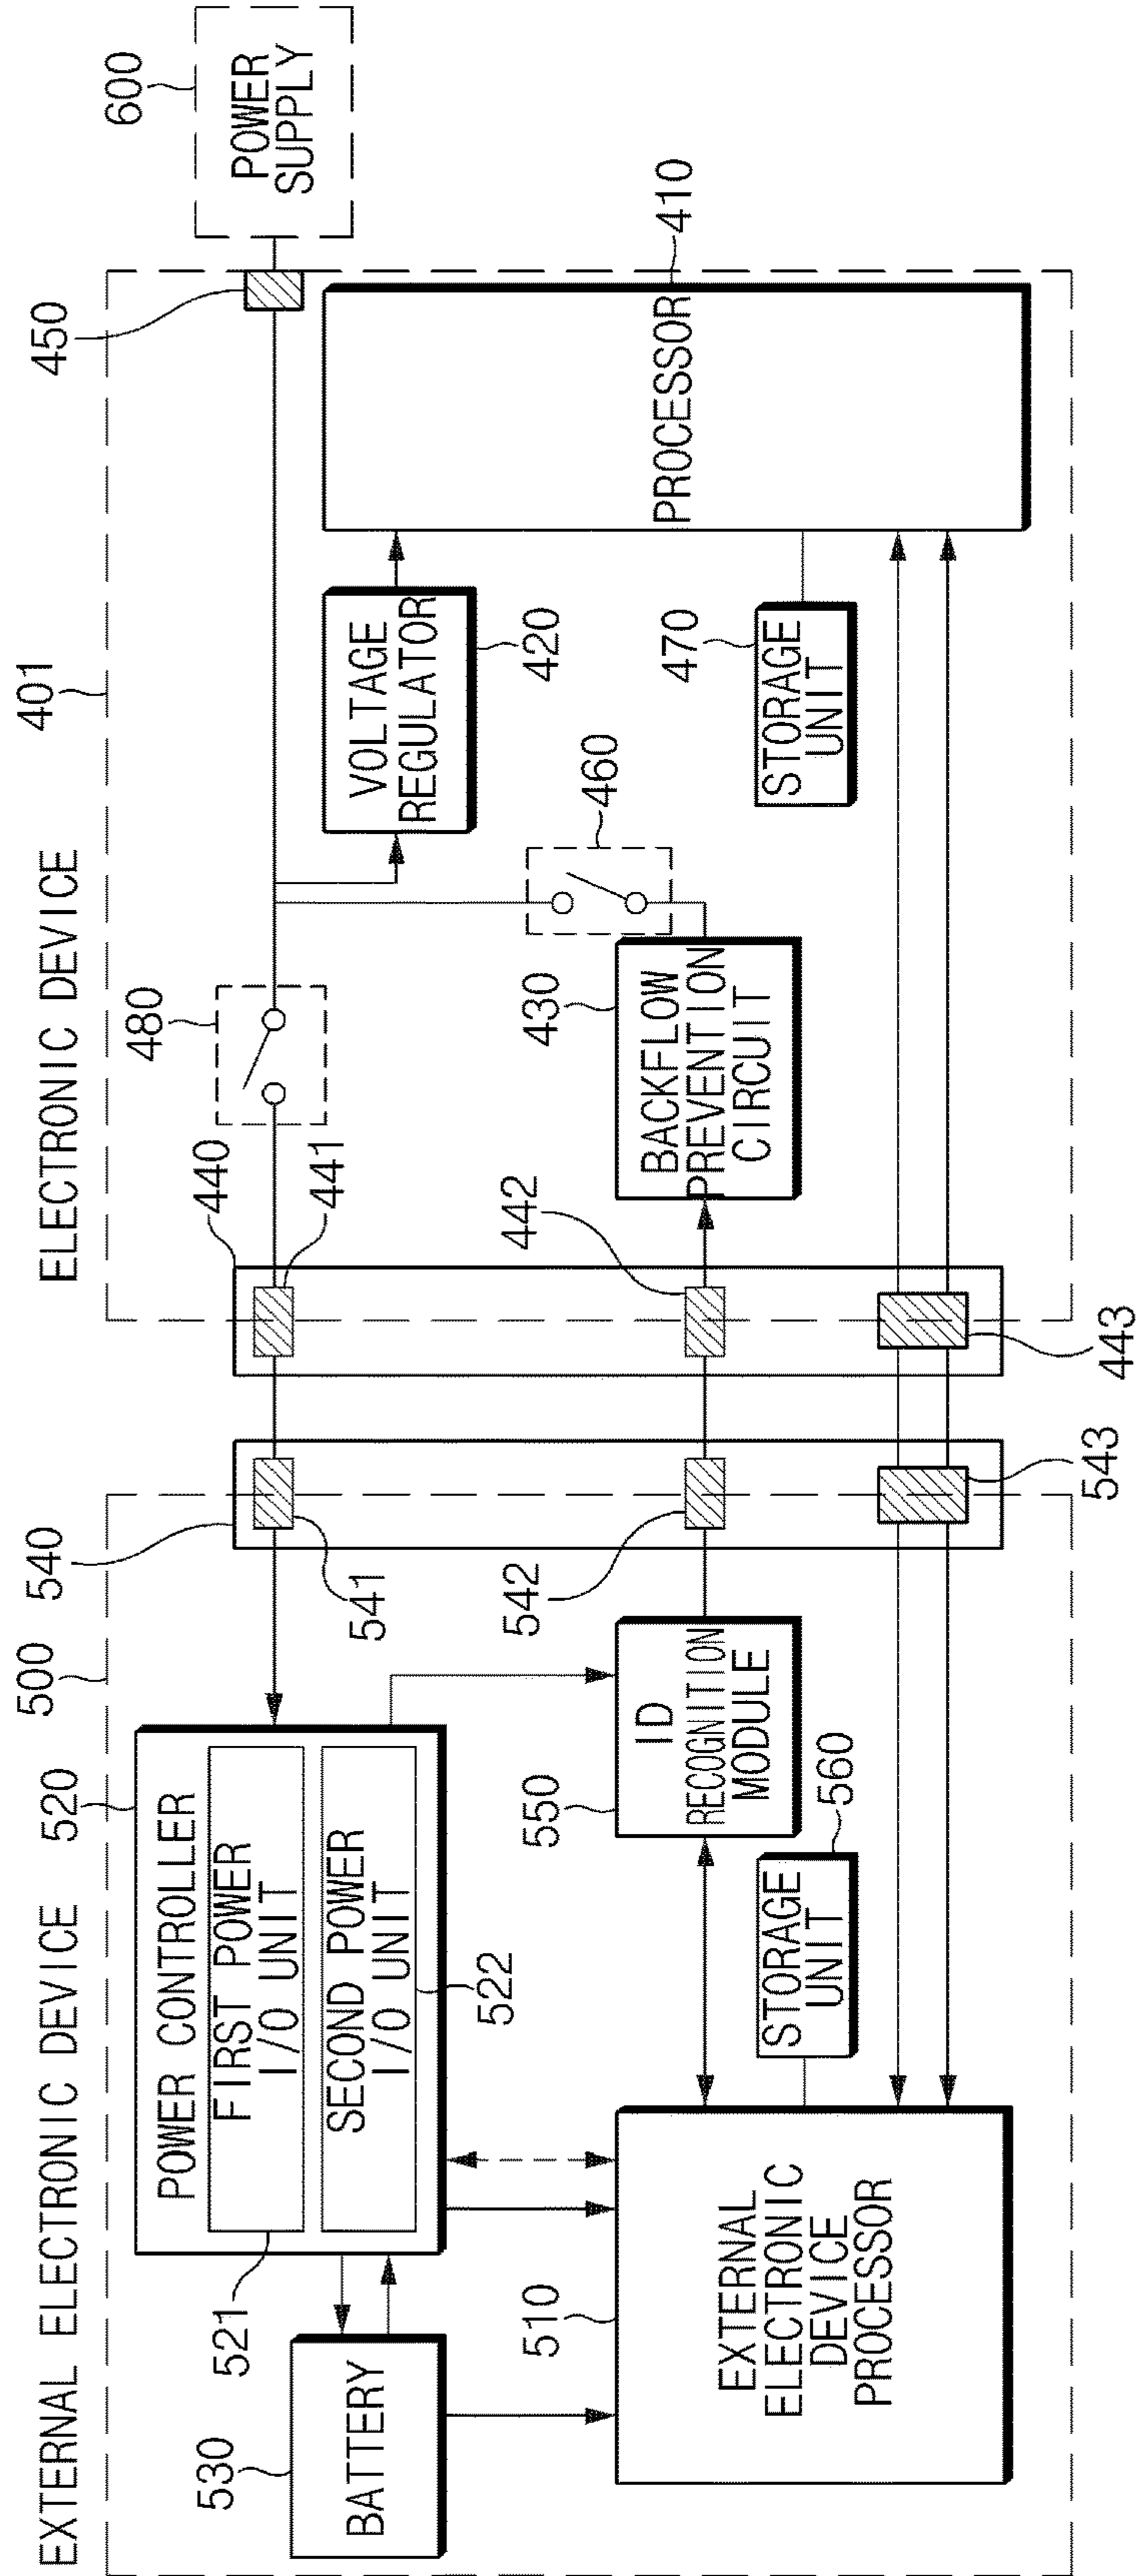 EXTERNAL ELECTRONIC DEVICE
500
540
ELECTRONIC DEVICE
401
520
POWER CONTROLLER
FIRST POWER
I/O UNIT
SECOND POWER
I/O UNIT
521
522
530
BATTERY
510
EXTERNAL
ELECTRONIC
DEVICE
PROCESSOR
550
ID
RECOGNITION
MODULE
560
STORAGE
UNIT
541
542
543
440
441
442
443
480
430
BACKFLOW
PREVENTION
CIRCUIT
460
VOLTAGE
REGULATOR
420
470
STORAGE
UNIT
450
PROCESSOR
410
600
POWER
SUPPLY